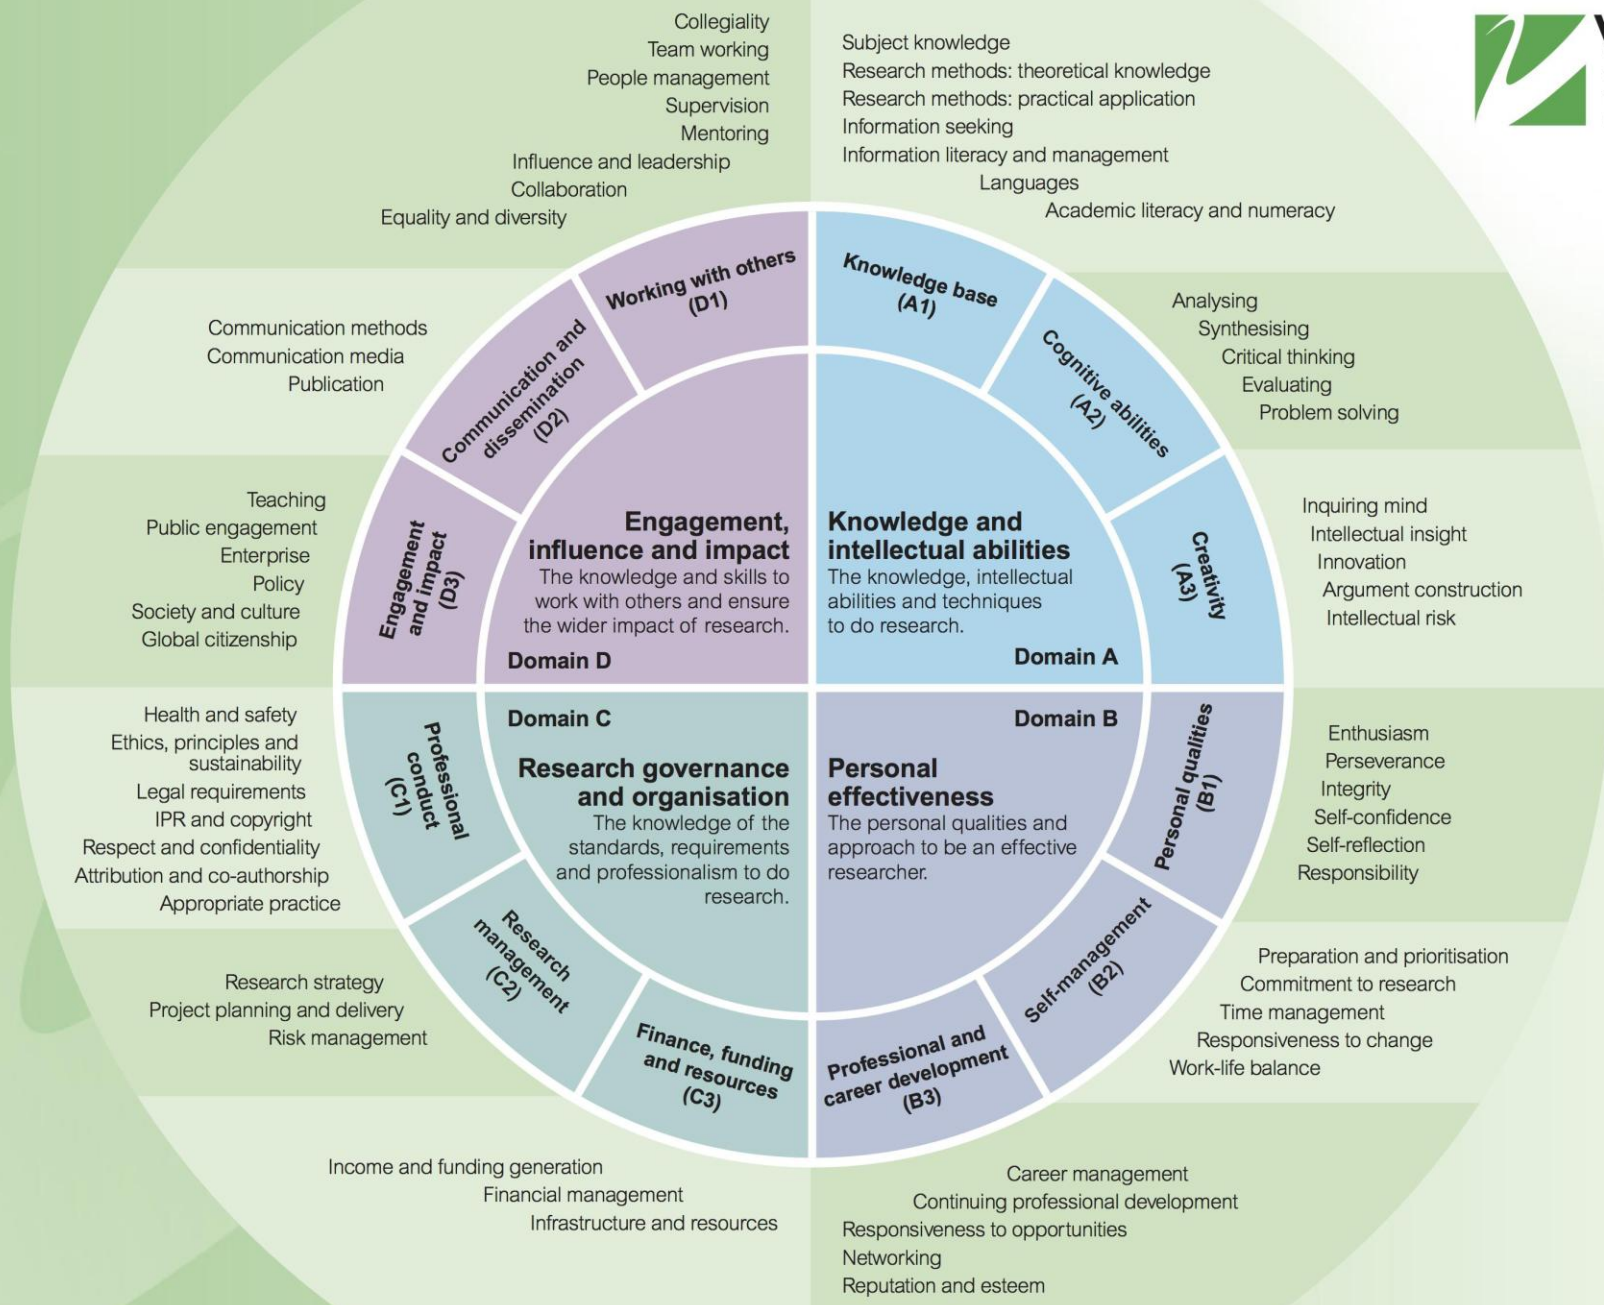 Collegiality
Team working
People management
Supervision
Mentoring
Influence and leadership
Collaboration
Equality and diversity
Subject knowledge
Research methods: theoretical knowledge
Research methods: practical application
Information seeking
Information literacy and management
Languages
Academic literacy and numeracy
Working with others
(D1)
Knowledge base
(A1)
Communication methods
Communication media
Publication
Communication and
dissemination
(D2)
Cognitive abilities
(A2)
Analysing
Synthesising
Critical thinking
Evaluating
Problem solving
Teaching
Public engagement
Enterprise
Policy
Society and culture
Global citizenship
Engagement
and impact
(D3)
Engagement,
influence and impact
The knowledge and skills to
work with others and ensure
the wider impact of research.
Domain D
Knowledge and
intellectual abilities
The knowledge, intellectual
abilities and techniques
to do research.
Domain A
Creativity
(A3)
Inquiring mind
Intellectual insight
Innovation
Argument construction
Intellectual risk
Health and safety
Ethics, principles and
sustainability
Legal requirements
IPR and copyright
Respect and confidentiality
Attribution and co-authorship
Appropriate practice
Professional
conduct
(C1)
Domain C
Research governance
and organisation
The knowledge of the
standards, requirements
and professionalism to do
research.
Domain B
Personal
effectiveness
The personal qualities and
approach to be an effective
researcher.
Personal qualities
(B1)
Enthusiasm
Perseverance
Integrity
Self-confidence
Self-reflection
Responsibility
Research strategy
Project planning and delivery
Risk management
Research
management
(C2)
Self-management
(B2)
Preparation and prioritisation
Commitment to research
Time management
Responsiveness to change
Work-life balance
Finance, funding
and resources
(C3)
Professional and
career development
(B3)
Income and funding generation
Financial management
Infrastructure and resources
Career management
Continuing professional development
Responsiveness to opportunities
Networking
Reputation and esteem